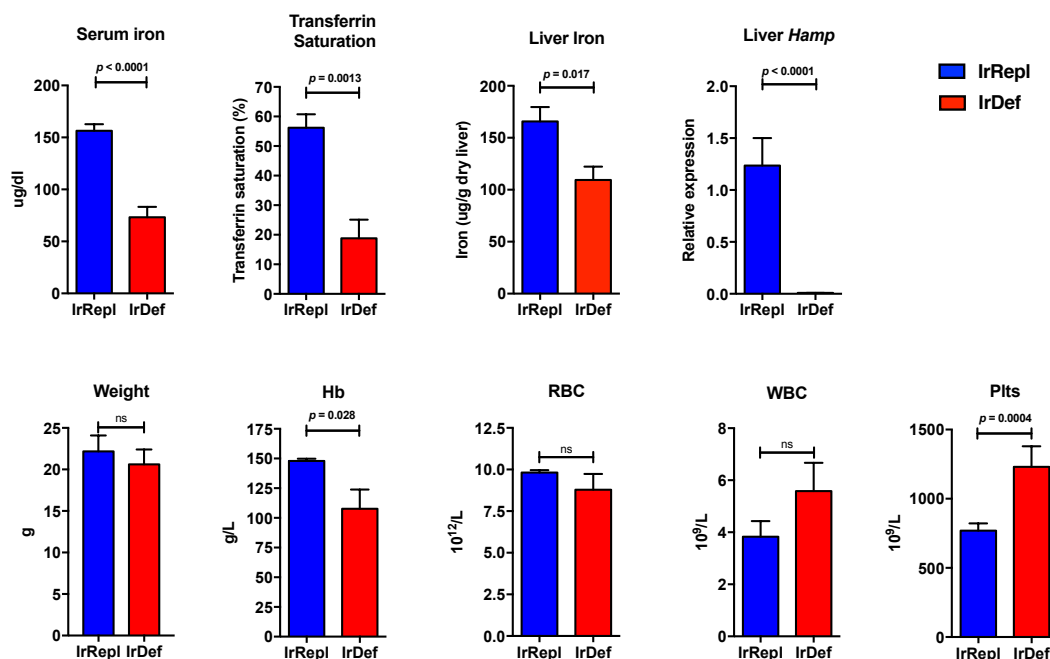 Serum iron
p < 0.0001
ug/dl
200
150
100
50
0
IrRepl IrDef
Transferrin
Saturation
p = 0.0013
Transferrin saturation (%)
70
60
50
40
30
20
10
0
IrRepl IrDef
Liver Iron
p = 0.017
Iron (ug/g dry liver)
200
150
100
50
0
IrRepl IrDef
Liver Hamp
p < 0.0001
Relative expression
2.0
1.5
1.0
0.5
0.0
IrRepl IrDef
IrRepl
IrDef
Weight
ns
g
25
20
15
10
5
0
IrRepl IrDef
Hb
p = 0.028
g/L
175
150
125
100
75
50
25
0
IrRepl IrDef
RBC
ns
10^12/L
12.5
10.0
7.5
5.0
2.5
0.0
IrRepl IrDef
WBC
ns
10^9/L
8
6
4
2
0
IrRepl IrDef
Plts
p = 0.0004
10^9/L
1500
1000
500
0
IrRepl IrDef